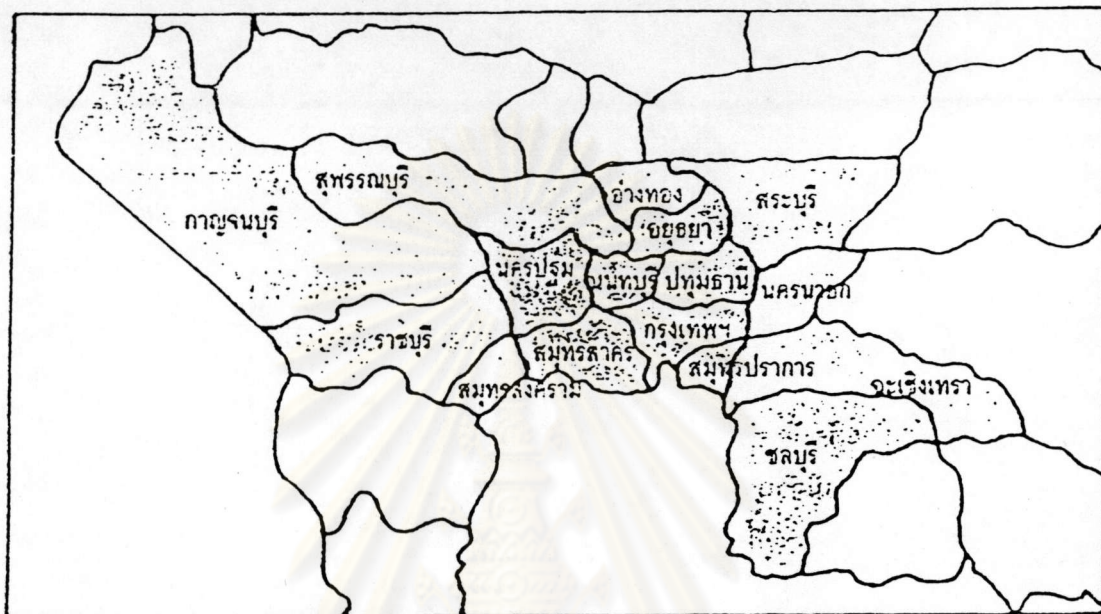 สุพรรณบุรี
อ่างทอง
สระบุรี
กาญจนบุรี
อยุธยา
นครปฐม
นนทบุรี
ปทุมธานี
นครนายก
ราชบุรี
กรุงเทพฯ
สมุทรสาคร
สมุทรปราการ
สมุทรสงคราม
ฉะเชิงเทรา
ชลบุรี